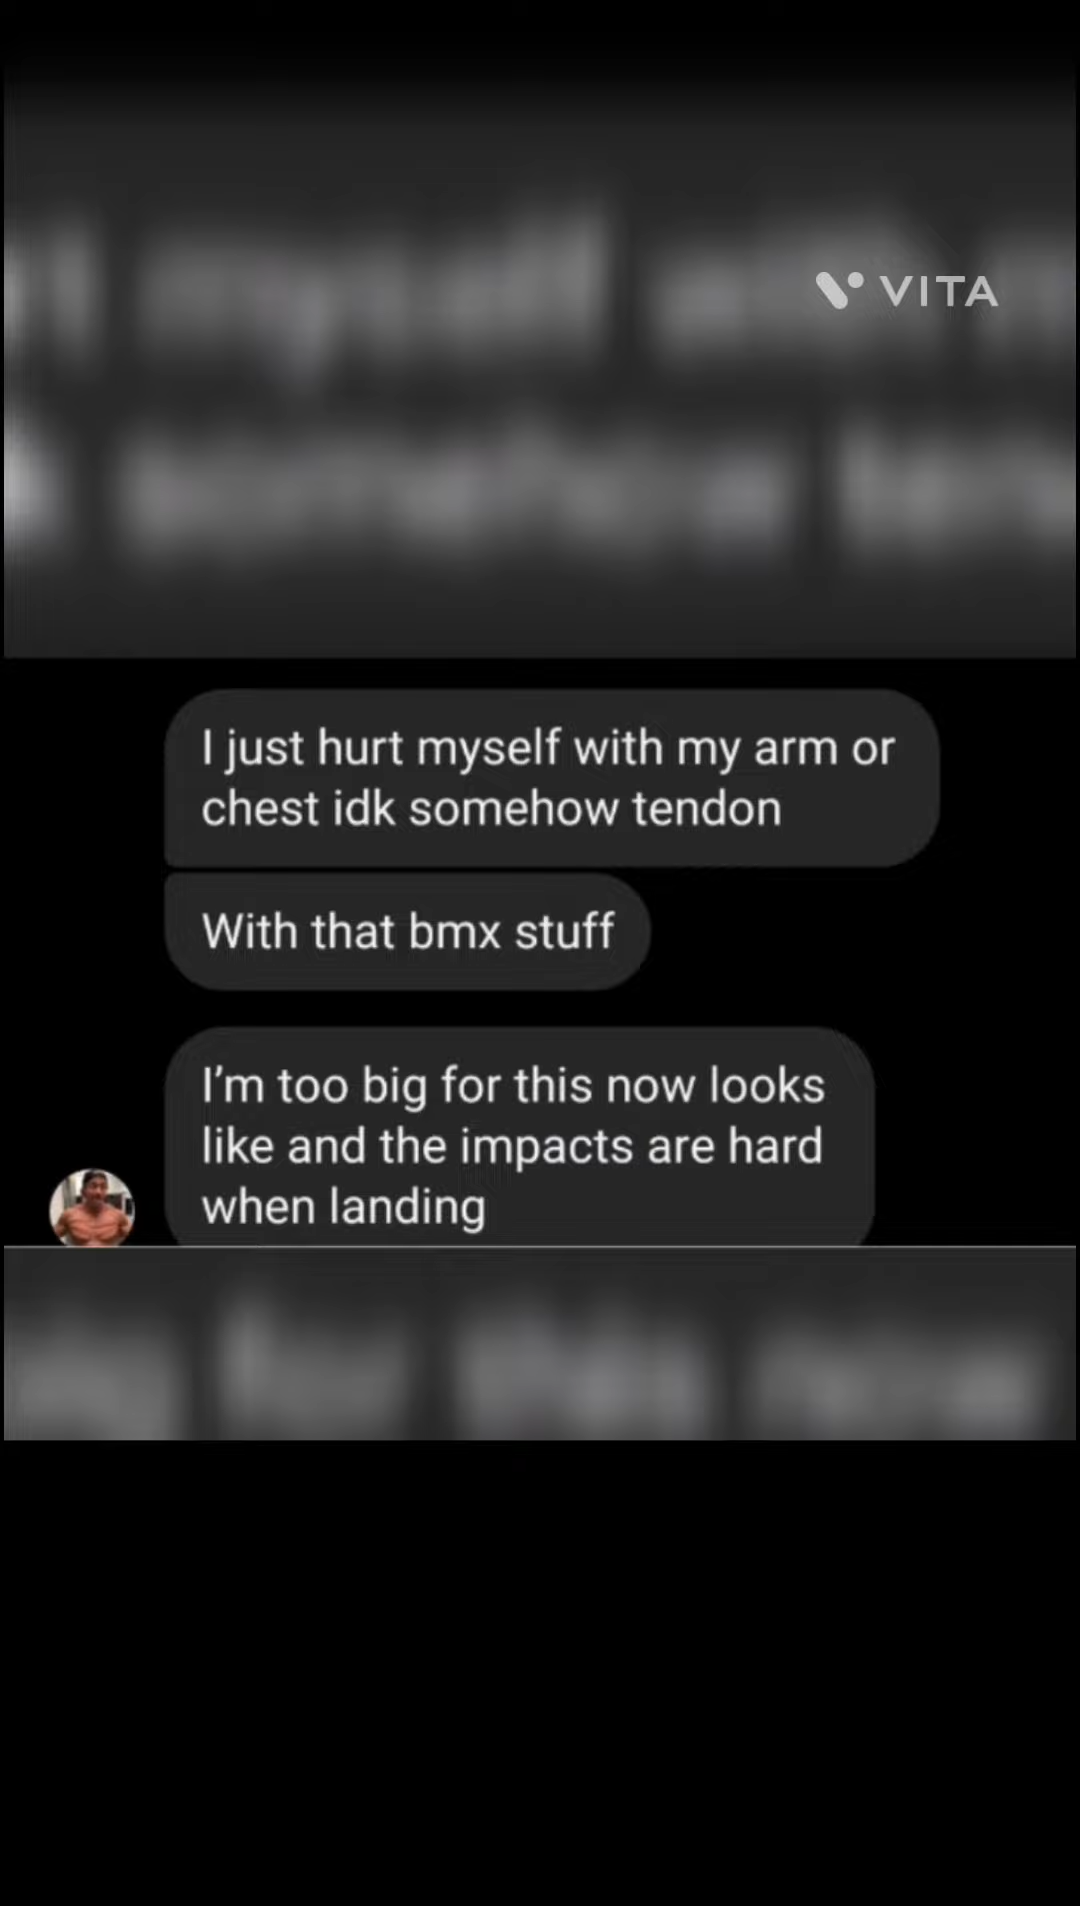 VITA
I just hurt myself with my arm or
chest idk somehow tendon
With that bmx stuff
I'm too big for this now looks
like and the impacts are hard
when landing